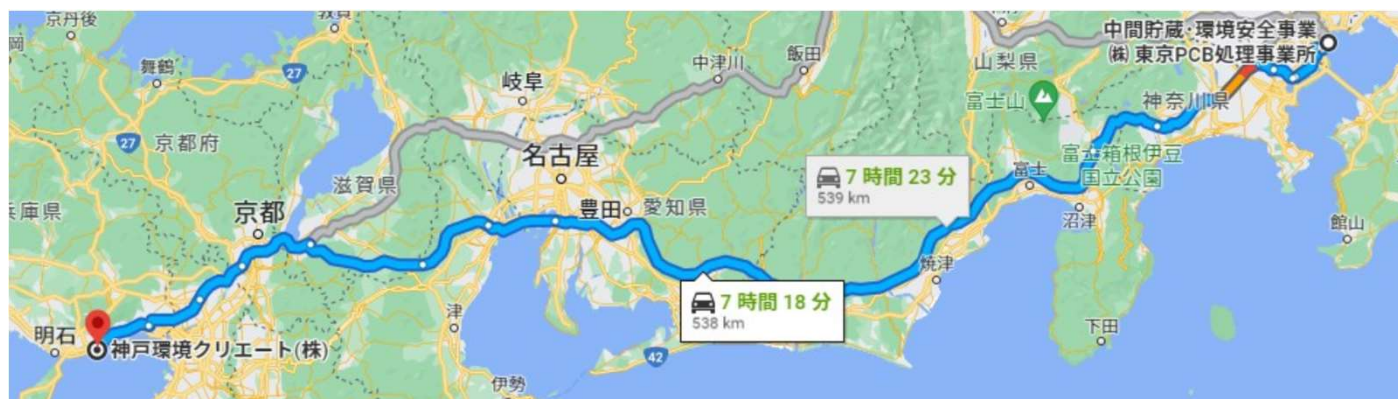 京丹後
敦賀
岡
舞鶴
27
27
京都府
兵庫県
滋賀県
京都
岐阜
名古屋
中津川
飯田
豊田
愛知県
山梨県
富士山
神奈川県
中間貯蔵・環境安全事業
㈱ 東京PCB処理事業所
7 時間 23 分
539 km
富士
富士箱根伊豆
国立公園
沼津
館山
焼津
7 時間 18 分
538 km
明石
神戸環境クリエート(株)
津
42
下田
伊勢